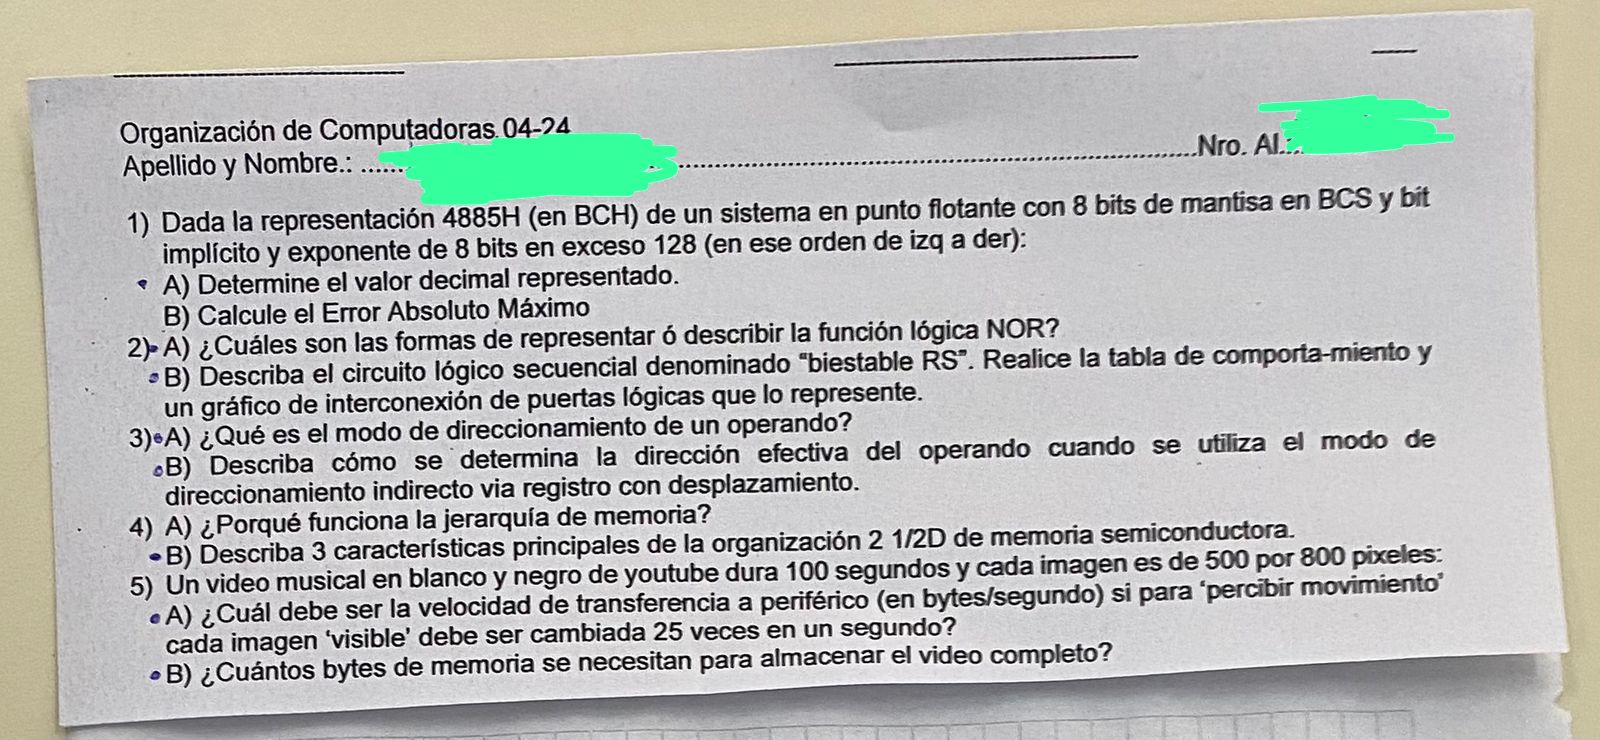 Organización de Computadoras 04-24
Apellido y Nombre.: ............Nro. Al.:..
1) Dada la representación 4885H (en BCH) de un sistema en punto flotante con 8 bits de mantisa en BCS y bit
implícito y exponente de 8 bits en exceso 128 (en ese orden de izq a der):
A) Determine el valor decimal representado.
B) Calcule el Error Absoluto Máximo
2) A) ¿Cuáles son las formas de representar ó describir la función lógica NOR?
B) Describa el circuito lógico secuencial denominado “biestable RS”. Realice la tabla de comporta-miento y
un gráfico de interconexión de puertas lógicas que lo represente.
3) A) ¿Qué es el modo de direccionamiento de un operando?
B) Describa cómo se determina la dirección efectiva del operando cuando se utiliza el modo de
direccionamiento indirecto via registro con desplazamiento.
4) A) ¿Porqué funciona la jerarquía de memoria?
B) Describa 3 características principales de la organización 2 1/2D de memoria semiconductora.
5) Un video musical en blanco y negro de youtube dura 100 segundos y cada imagen es de 500 por 800 pixeles:
A) ¿Cuál debe ser la velocidad de transferencia a periférico (en bytes/segundo) si para ‘percibir movimiento’
cada imagen ‘visible’ debe ser cambiada 25 veces en un segundo?
B) ¿Cuántos bytes de memoria se necesitan para almacenar el video completo?